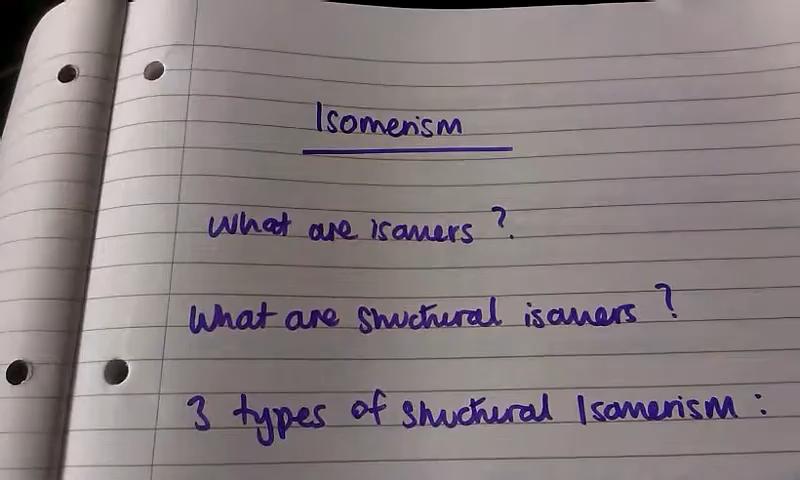 Isomerism
What are isomers?
What are structural isomers?
3 types of structural Isomerism: